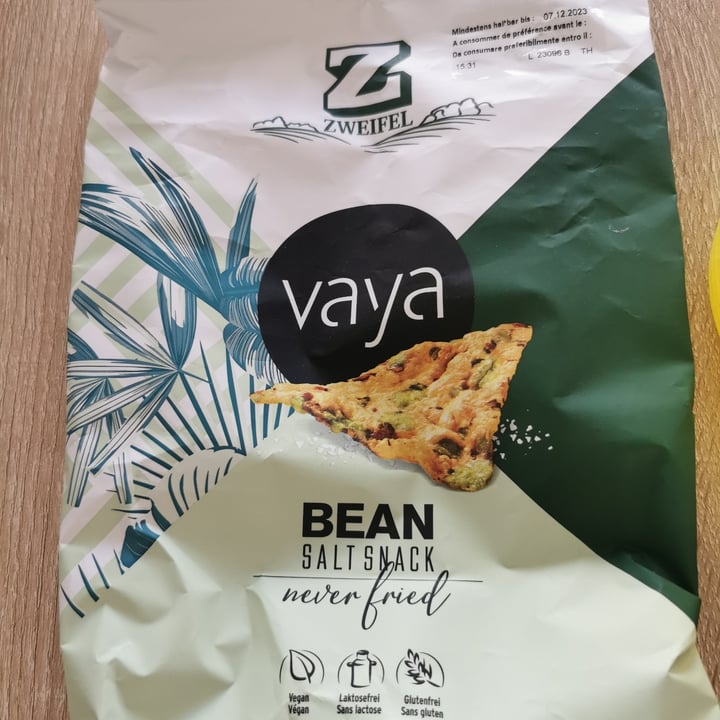 Mindestens haltbar bis : 07.12.2023
A consommer de préférence avant le :
Da consumare preferibilmente entro il :
15:31 L 23096 B TH
Z
ZWEIFEL
vaya
BEAN
SALT SNACK
never fried
Vegan Laktosefrei Glutenfrei
Végan Sans lactose Sans gluten